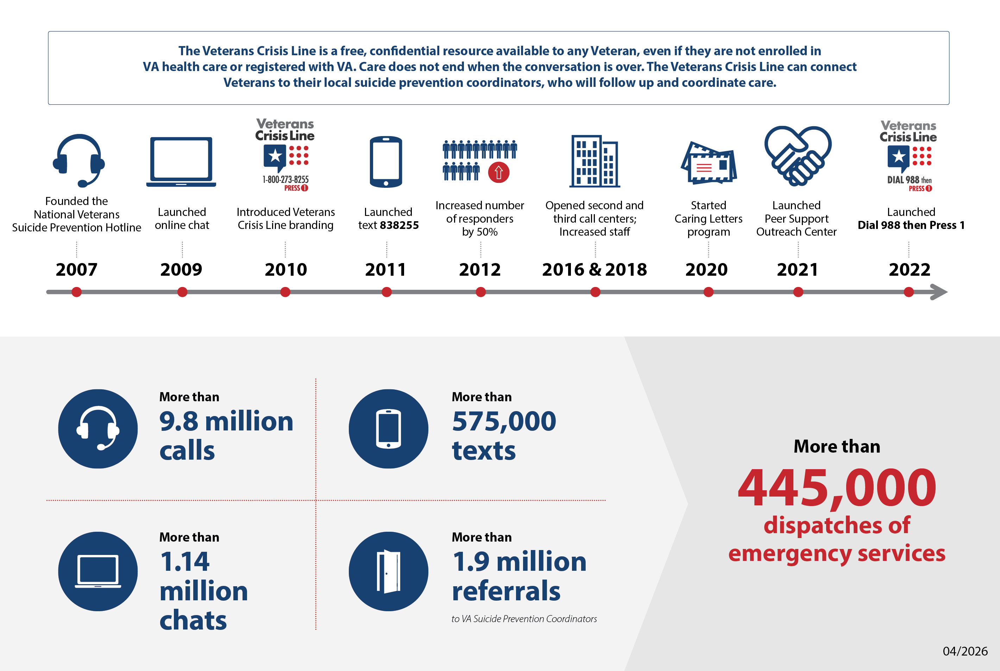 The Veterans Crisis Line is a free, confidential resource available to any Veteran, even if they are not enrolled in
VA health care or registered with VA. Care does not end when the conversation is over. The Veterans Crisis Line can connect
Veterans to their local suicide prevention coordinators, who will follow up and coordinate care.
Founded the
National Veterans
Suicide Prevention Hotline
2007
Launched
online chat
2009
Veterans
Crisis Line
1-800-273-8255
PRESS 1
Introduced Veterans
Crisis Line branding
2010
Launched
text 838255
2011
Increased number
of responders
by 50%
2012
Opened second and
third call centers;
Increased staff
2016 & 2018
Started
Caring Letters
program
2020
Launched
Peer Support
Outreach Center
2021
Veterans
Crisis Line
DIAL 988 then
PRESS 1
Launched
Dial 988 then Press 1
2022
More than
9.8 million
calls
More than
575,000
texts
More than
1.14
million
chats
More than
1.9 million
referrals
to VA Suicide Prevention Coordinators
More than
445,000
dispatches of
emergency services
04/2026